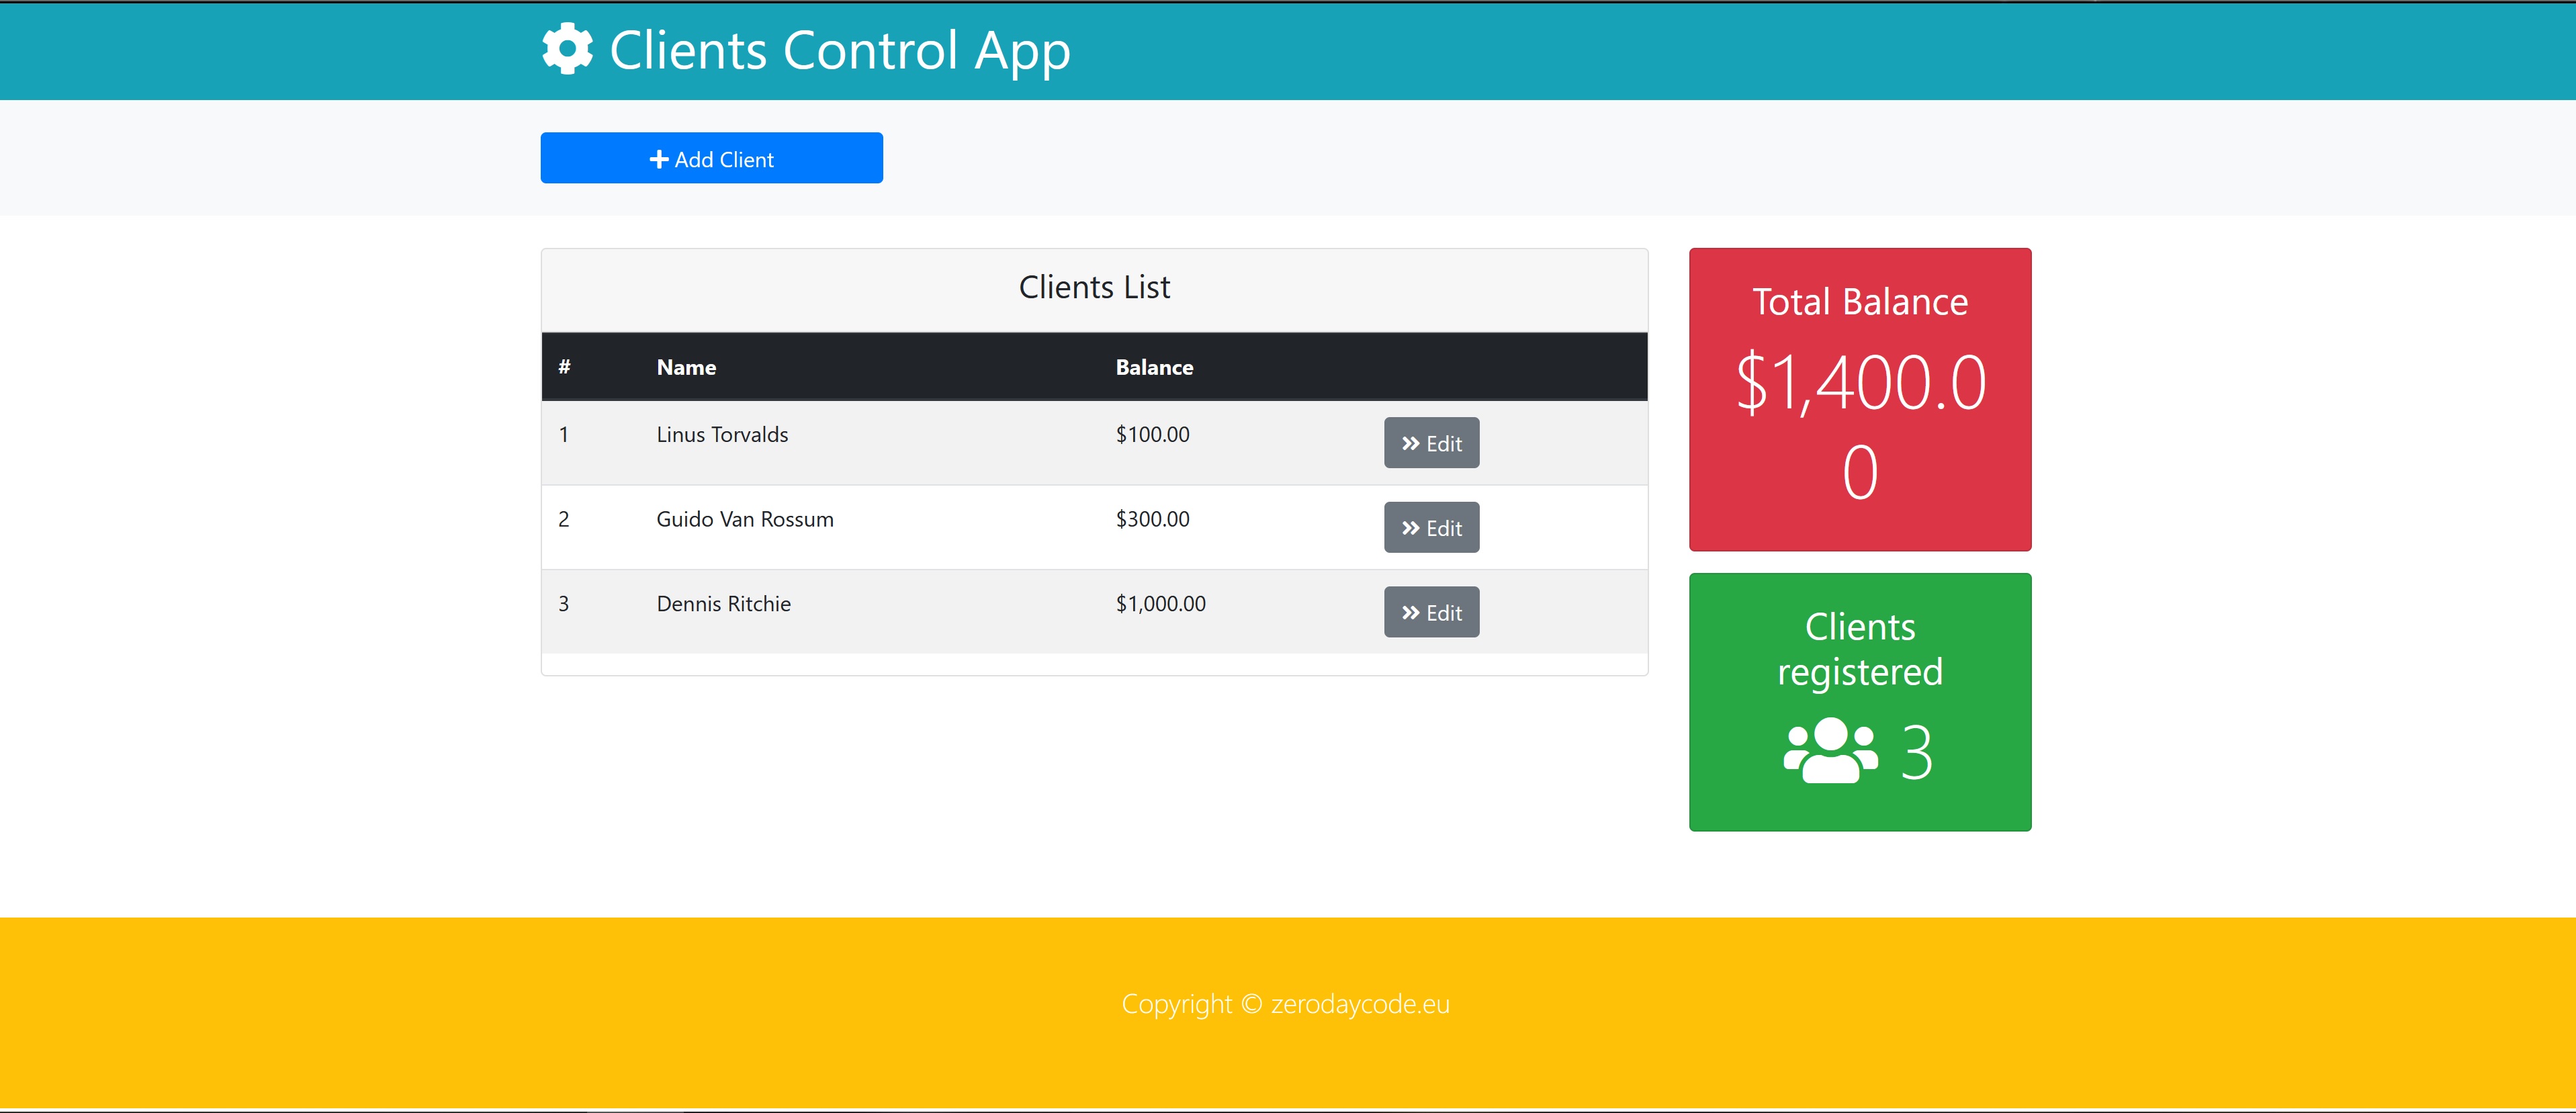 Clients Control App
Add Client
Clients List
# Name Balance
1 Linus Torvalds $100.00 Edit
2 Guido Van Rossum $300.00 Edit
3 Dennis Ritchie $1,000.00 Edit
Total Balance
$1,400.0
0
Clients
registered
3
Copyright © zerodaycode.eu